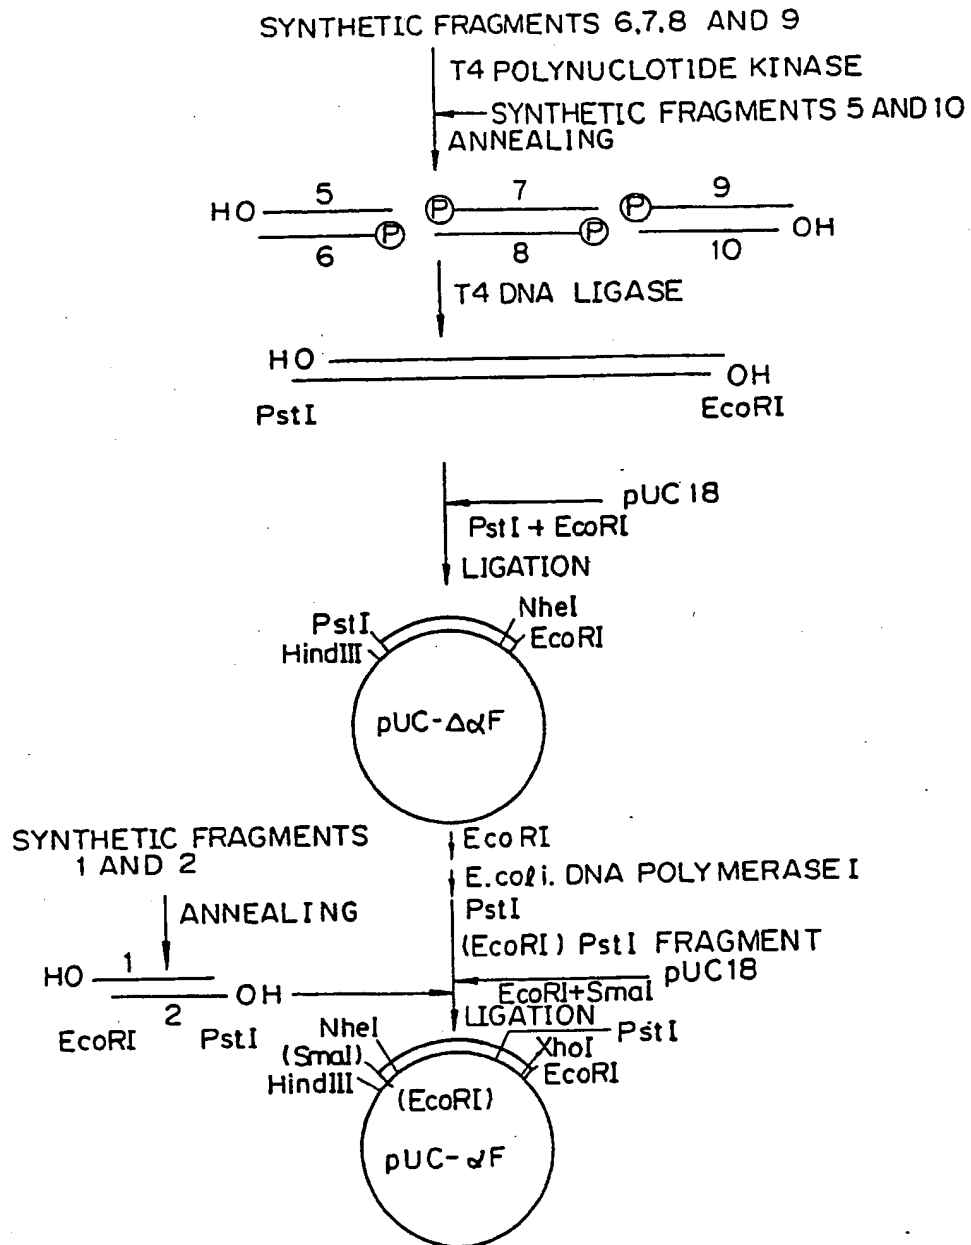 SYNTHETIC FRAGMENTS 6,7,8 AND 9
T4 POLYNUCLOTIDE KINASE
SYNTHETIC FRAGMENTS 5 AND 10
ANNEALING
HO 5 P 7 P 9
6 P 8 P 10 OH
T4 DNA LIGASE
HO
OH
PstI EcoRI
pUC18
PstI + EcoRI
LIGATION
PstI NheI
HindIII EcoRI
pUC-ΔαF
SYNTHETIC FRAGMENTS
1 AND 2
ANNEALING
EcoRI
E.coli. DNA POLYMERASE I
PstI
(EcoRI) PstI FRAGMENT
pUC18
EcoRI+SmaI
HO 1
2 OH
EcoRI PstI
LIGATION
NheI PstI
(SmaI) XhoI
HindIII EcoRI
(EcoRI)
pUC-αF